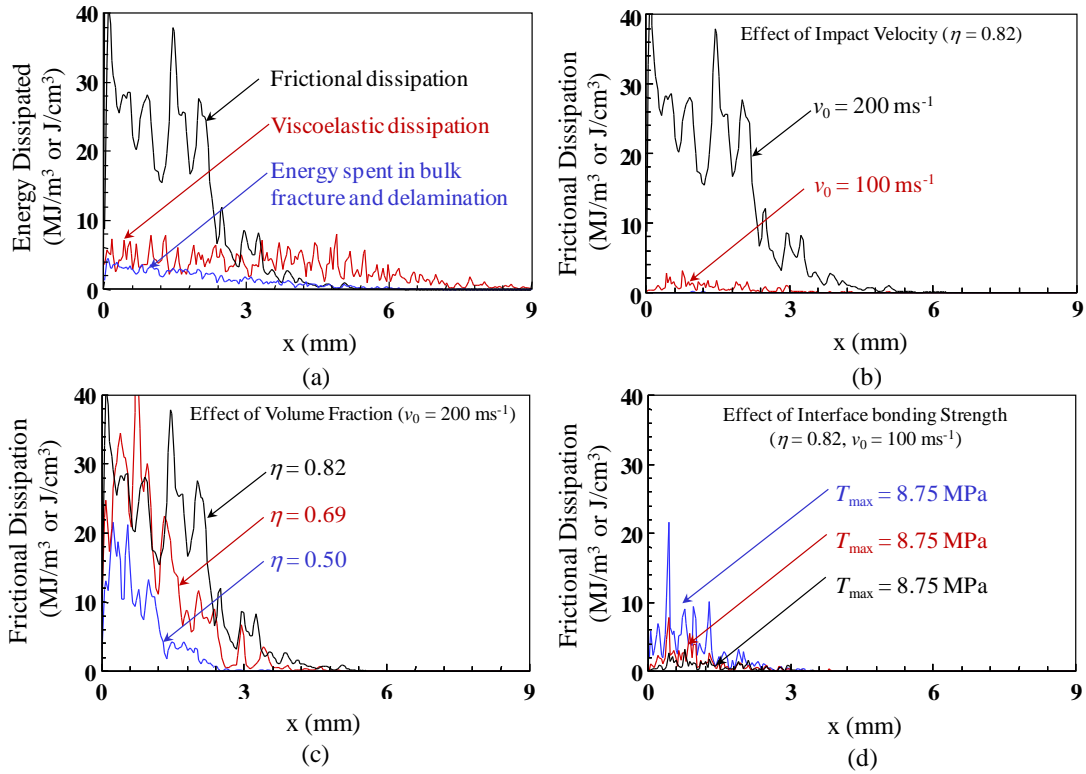 40
30
20
10
0
Energy Dissipated
(MJ/m³ or J/cm³)
Frictional dissipation
Viscoelastic dissipation
Energy spent in bulk
fracture and delamination
0 3 6 9
x (mm)
(a)
40
30
20
10
0
Frictional Dissipation
(MJ/m³ or J/cm³)
Effect of Impact Velocity (η = 0.82)
v₀ = 200 ms⁻¹
v₀ = 100 ms⁻¹
0 3 6 9
x (mm)
(b)
40
30
20
10
0
Frictional Dissipation
(MJ/m³ or J/cm³)
Effect of Volume Fraction (v₀ = 200 ms⁻¹)
η = 0.82
η = 0.69
η = 0.50
0 3 6 9
x (mm)
(c)
40
30
20
10
0
Frictional Dissipation
(MJ/m³ or J/cm³)
Effect of Interface bonding Strength
(η = 0.82, v₀ = 100 ms⁻¹)
Tmax = 8.75 MPa
Tmax = 8.75 MPa
Tmax = 8.75 MPa
0 3 6 9
x (mm)
(d)